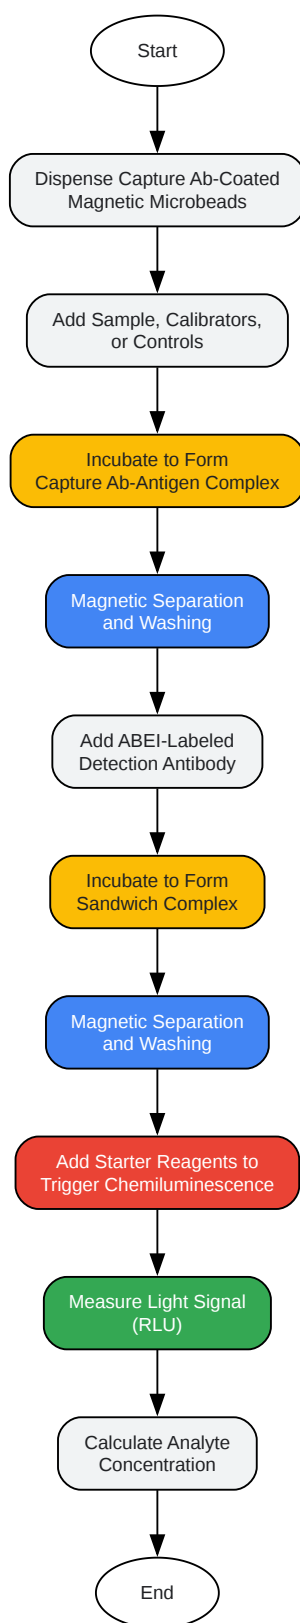 Start
Dispense Capture Ab-Coated
Magnetic Microbeads
Add Sample, Calibrators,
or Controls
Incubate to Form
Capture Ab-Antigen Complex
Magnetic Separation
and Washing
Add ABEI-Labeled
Detection Antibody
Incubate to Form
Sandwich Complex
Magnetic Separation
and Washing
Add Starter Reagents to
Trigger Chemiluminescence
Measure Light Signal
(RLU)
Calculate Analyte
Concentration
End